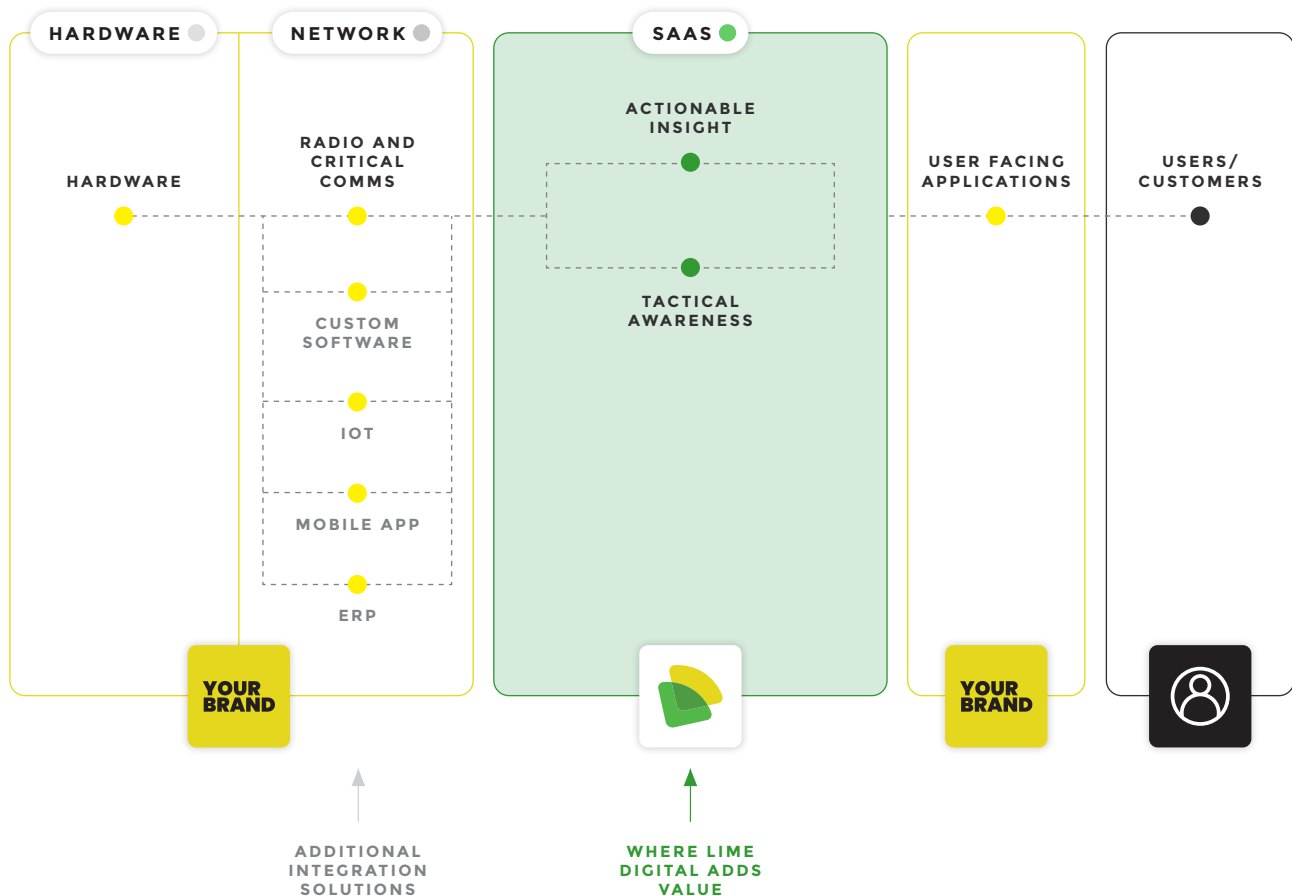 HARDWARE
NETWORK
SAAS
HARDWARE
RADIO AND
CRITICAL
COMMS
CUSTOM
SOFTWARE
IOT
MOBILE APP
ERP
ACTIONABLE
INSIGHT
TACTICAL
AWARENESS
USER FACING
APPLICATIONS
USERS/
CUSTOMERS
YOUR
BRAND
YOUR
BRAND
ADDITIONAL
INTEGRATION
SOLUTIONS
WHERE LIME
DIGITAL ADDS
VALUE